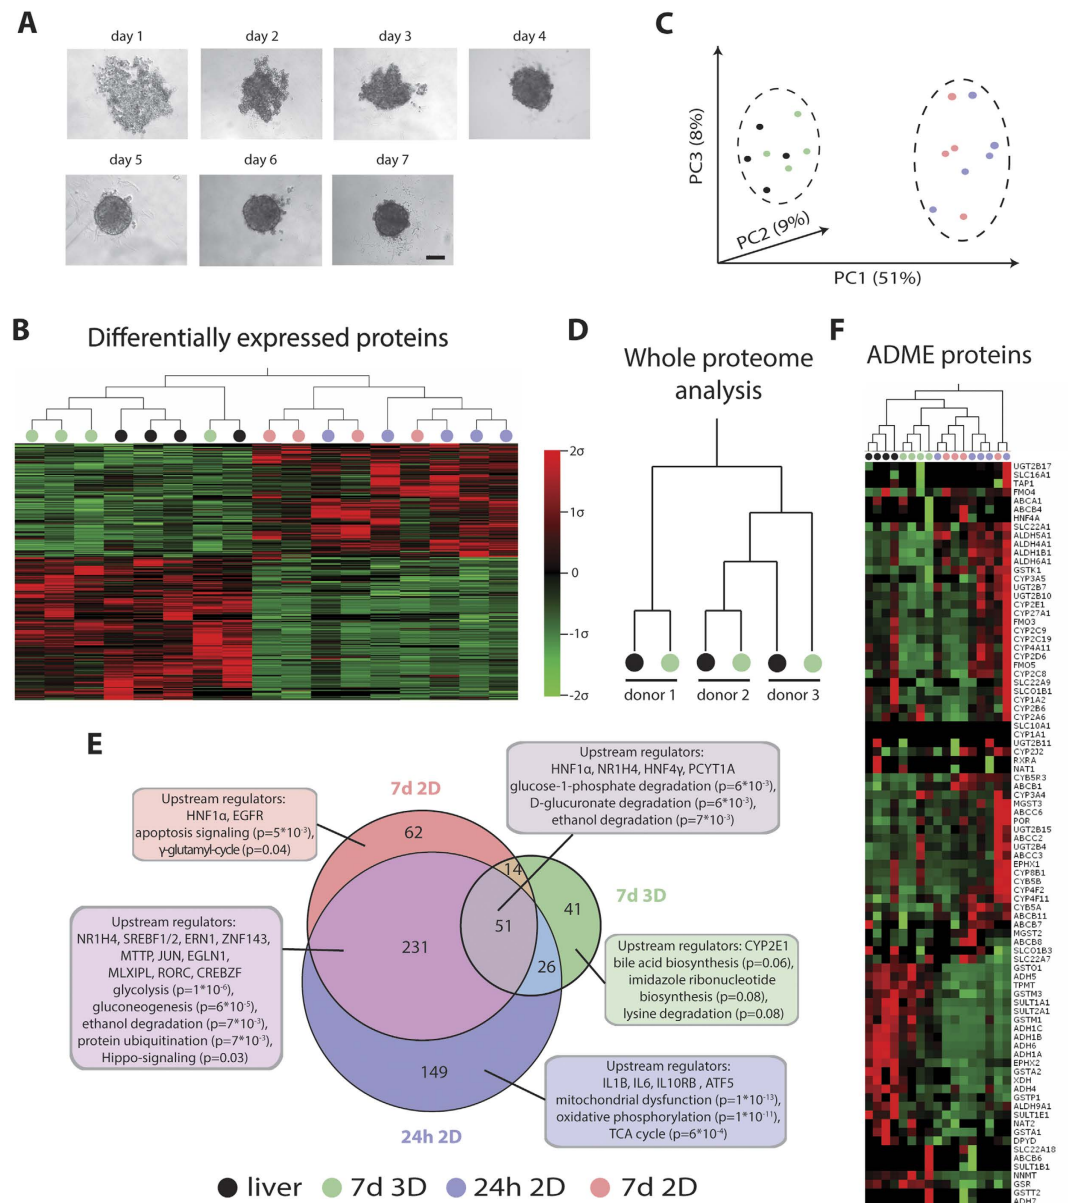 A
day 1
day 2
day 3
day 4
day 5
day 6
day 7
C
PC3 (8%)
PC2 (9%)
PC1 (51%)
B
Differentially expressed proteins
2σ
1σ
0
-1σ
-2σ
D
Whole proteome
analysis
donor 1
donor 2
donor 3
F
ADME proteins
UGT2B17
SLC16A1
TAP1
FMO4
ABCA1
ABCB4
HNF4A
SLC22A1
ALDH5A1
ALDH4A1
ALDH1B1
ALDH6A1
GSTK1
CYP3A5
UGT2B7
UGT2B10
CYP2E1
CYP27A1
FMO3
CYP2C9
CYP2C19
CYP4A11
CYP2D6
FMO5
CYP2C8
SLC22A9
SLCO1B1
CYP1A2
CYP2B6
CYP2A6
SLC10A1
CYP1A1
UGT2B11
CYP2J2
RXRA
NAT1
CYB5R3
ABCB1
CYP3A4
MGST3
ABCC6
POR
UGT2B15
ABCC2
UGT2B4
ABCC3
EPHX1
CYP8B1
CYB5B
CYP4F2
CYP4F11
CYB5A
ABCB11
ABCB7
MGST2
ABCB8
SLCO1B3
SLC22A7
GSTO1
ADH5
TPMT
GSTM3
SULT1A1
SULT2A1
GSTM1
ADH1C
ADH1B
ADH6
ADH1A
EPHX2
GSTA2
XDH
ADH4
GSTP1
ALDH9A1
SULT1E1
NAT2
GSTA1
DPYD
SLC22A18
ABCB6
SULT1B1
NNMT
GSR
GSTT2
ADH7
E
Upstream regulators:
HNF1α, NR1H4, HNF4γ, PCYT1A
glucose-1-phosphate degradation (p=6*10⁻³),
D-glucuronate degradation (p=6*10⁻³),
ethanol degradation (p=7*10⁻³)
7d 2D
Upstream regulators:
HNF1α, EGFR
apoptosis signaling (p=5*10⁻³),
γ-glutamyl-cycle (p=0.04)
62
14
7d 3D
41
51
231
26
149
Upstream regulators:
NR1H4, SREBF1/2, ERN1, ZNF143,
MTTP, JUN, EGLN1,
MLXIPL, RORC, CREBZF
glycolysis (p=1*10⁻⁶),
gluconeogenesis (p=6*10⁻⁵),
ethanol degradation (p=7*10⁻³),
protein ubiquitination (p=7*10⁻³),
Hippo-signaling (p=0.03)
Upstream regulators: CYP2E1
bile acid biosynthesis (p=0.06),
imidazole ribonucleotide
biosynthesis (p=0.08),
lysine degradation (p=0.08)
Upstream regulators:
IL1B, IL6, IL10RB , ATF5
mitochondrial dysfunction (p=1*10⁻¹³),
oxidative phosphorylation (p=1*10⁻¹¹),
TCA cycle (p=6*10⁻⁴)
24h 2D
liver
7d 3D
24h 2D
7d 2D